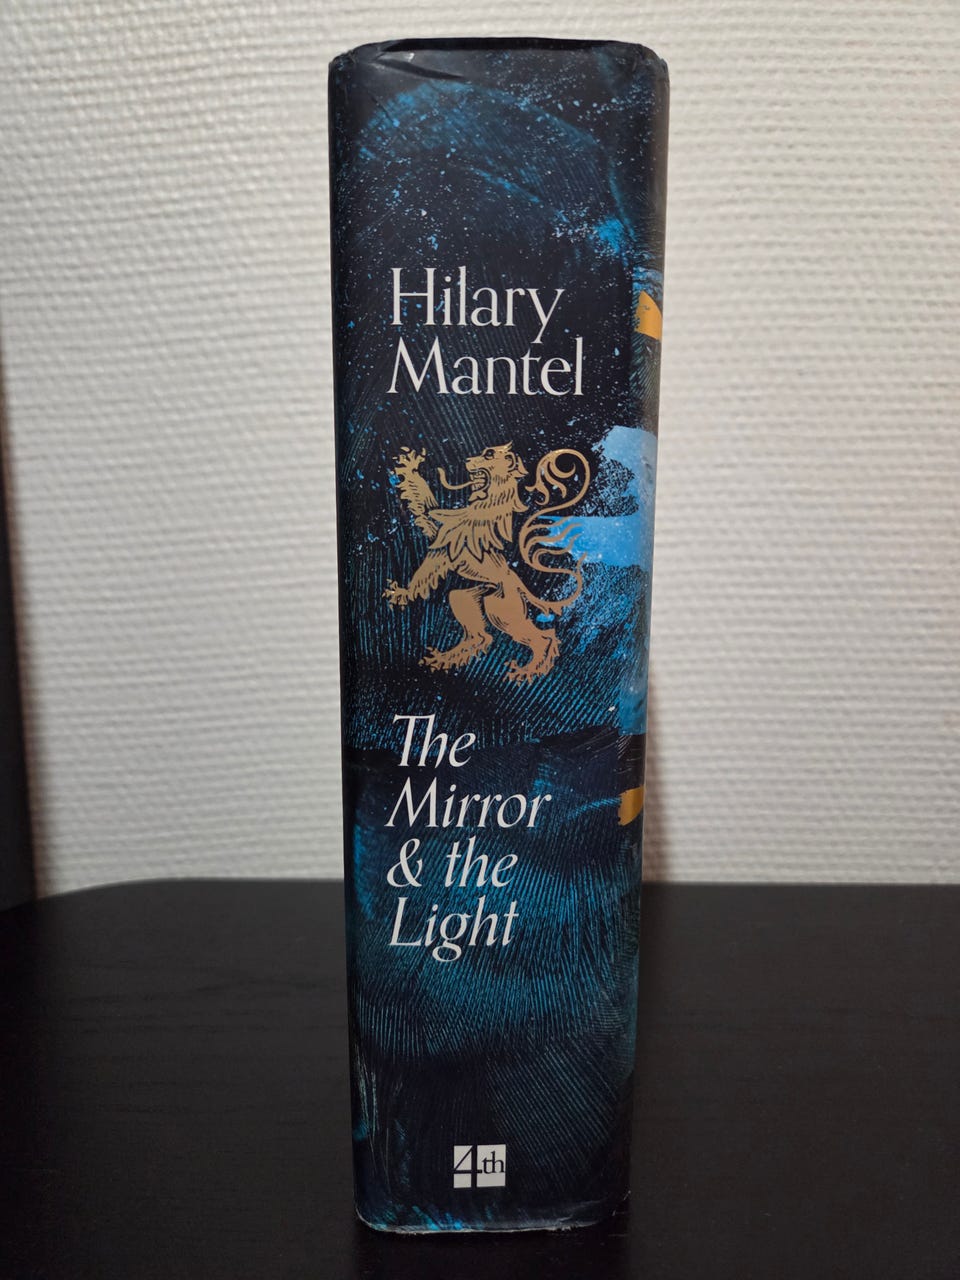 Hilary
Mantel
The
Mirror
& the
Light
4th